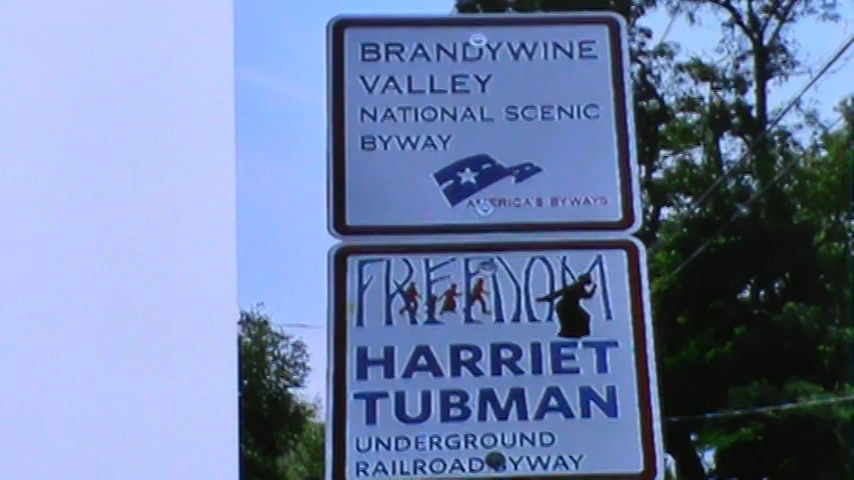 BRANDYWINE
VALLEY
NATIONAL SCENIC
BYWAY
AMERICA'S BYWAYS
FREEDOM
HARRIET
TUBMAN
UNDERGROUND
RAILROAD BYWAY